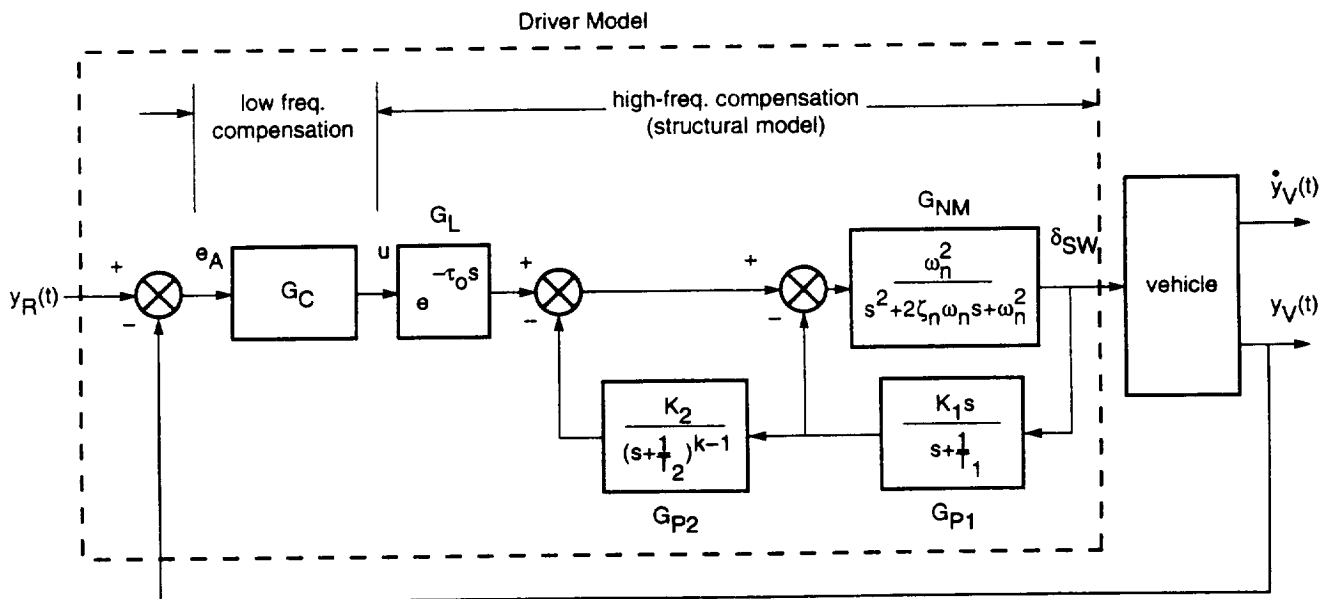 Driver Model
low freq.
compensation
high-freq. compensation
(structural model)
G_L
G_NM
e_A
u
δ_SW
ẏ_V(t)
y_R(t)
+
-
G_C
e^{-τ_o s}
+
-
+
-
ω_n^2
s^2+2ζ_nω_ns+ω_n^2
vehicle
y_V(t)
K_2
(s+1/T_2)^{k-1}
K_1s
s+1/T_1
G_P2
G_P1